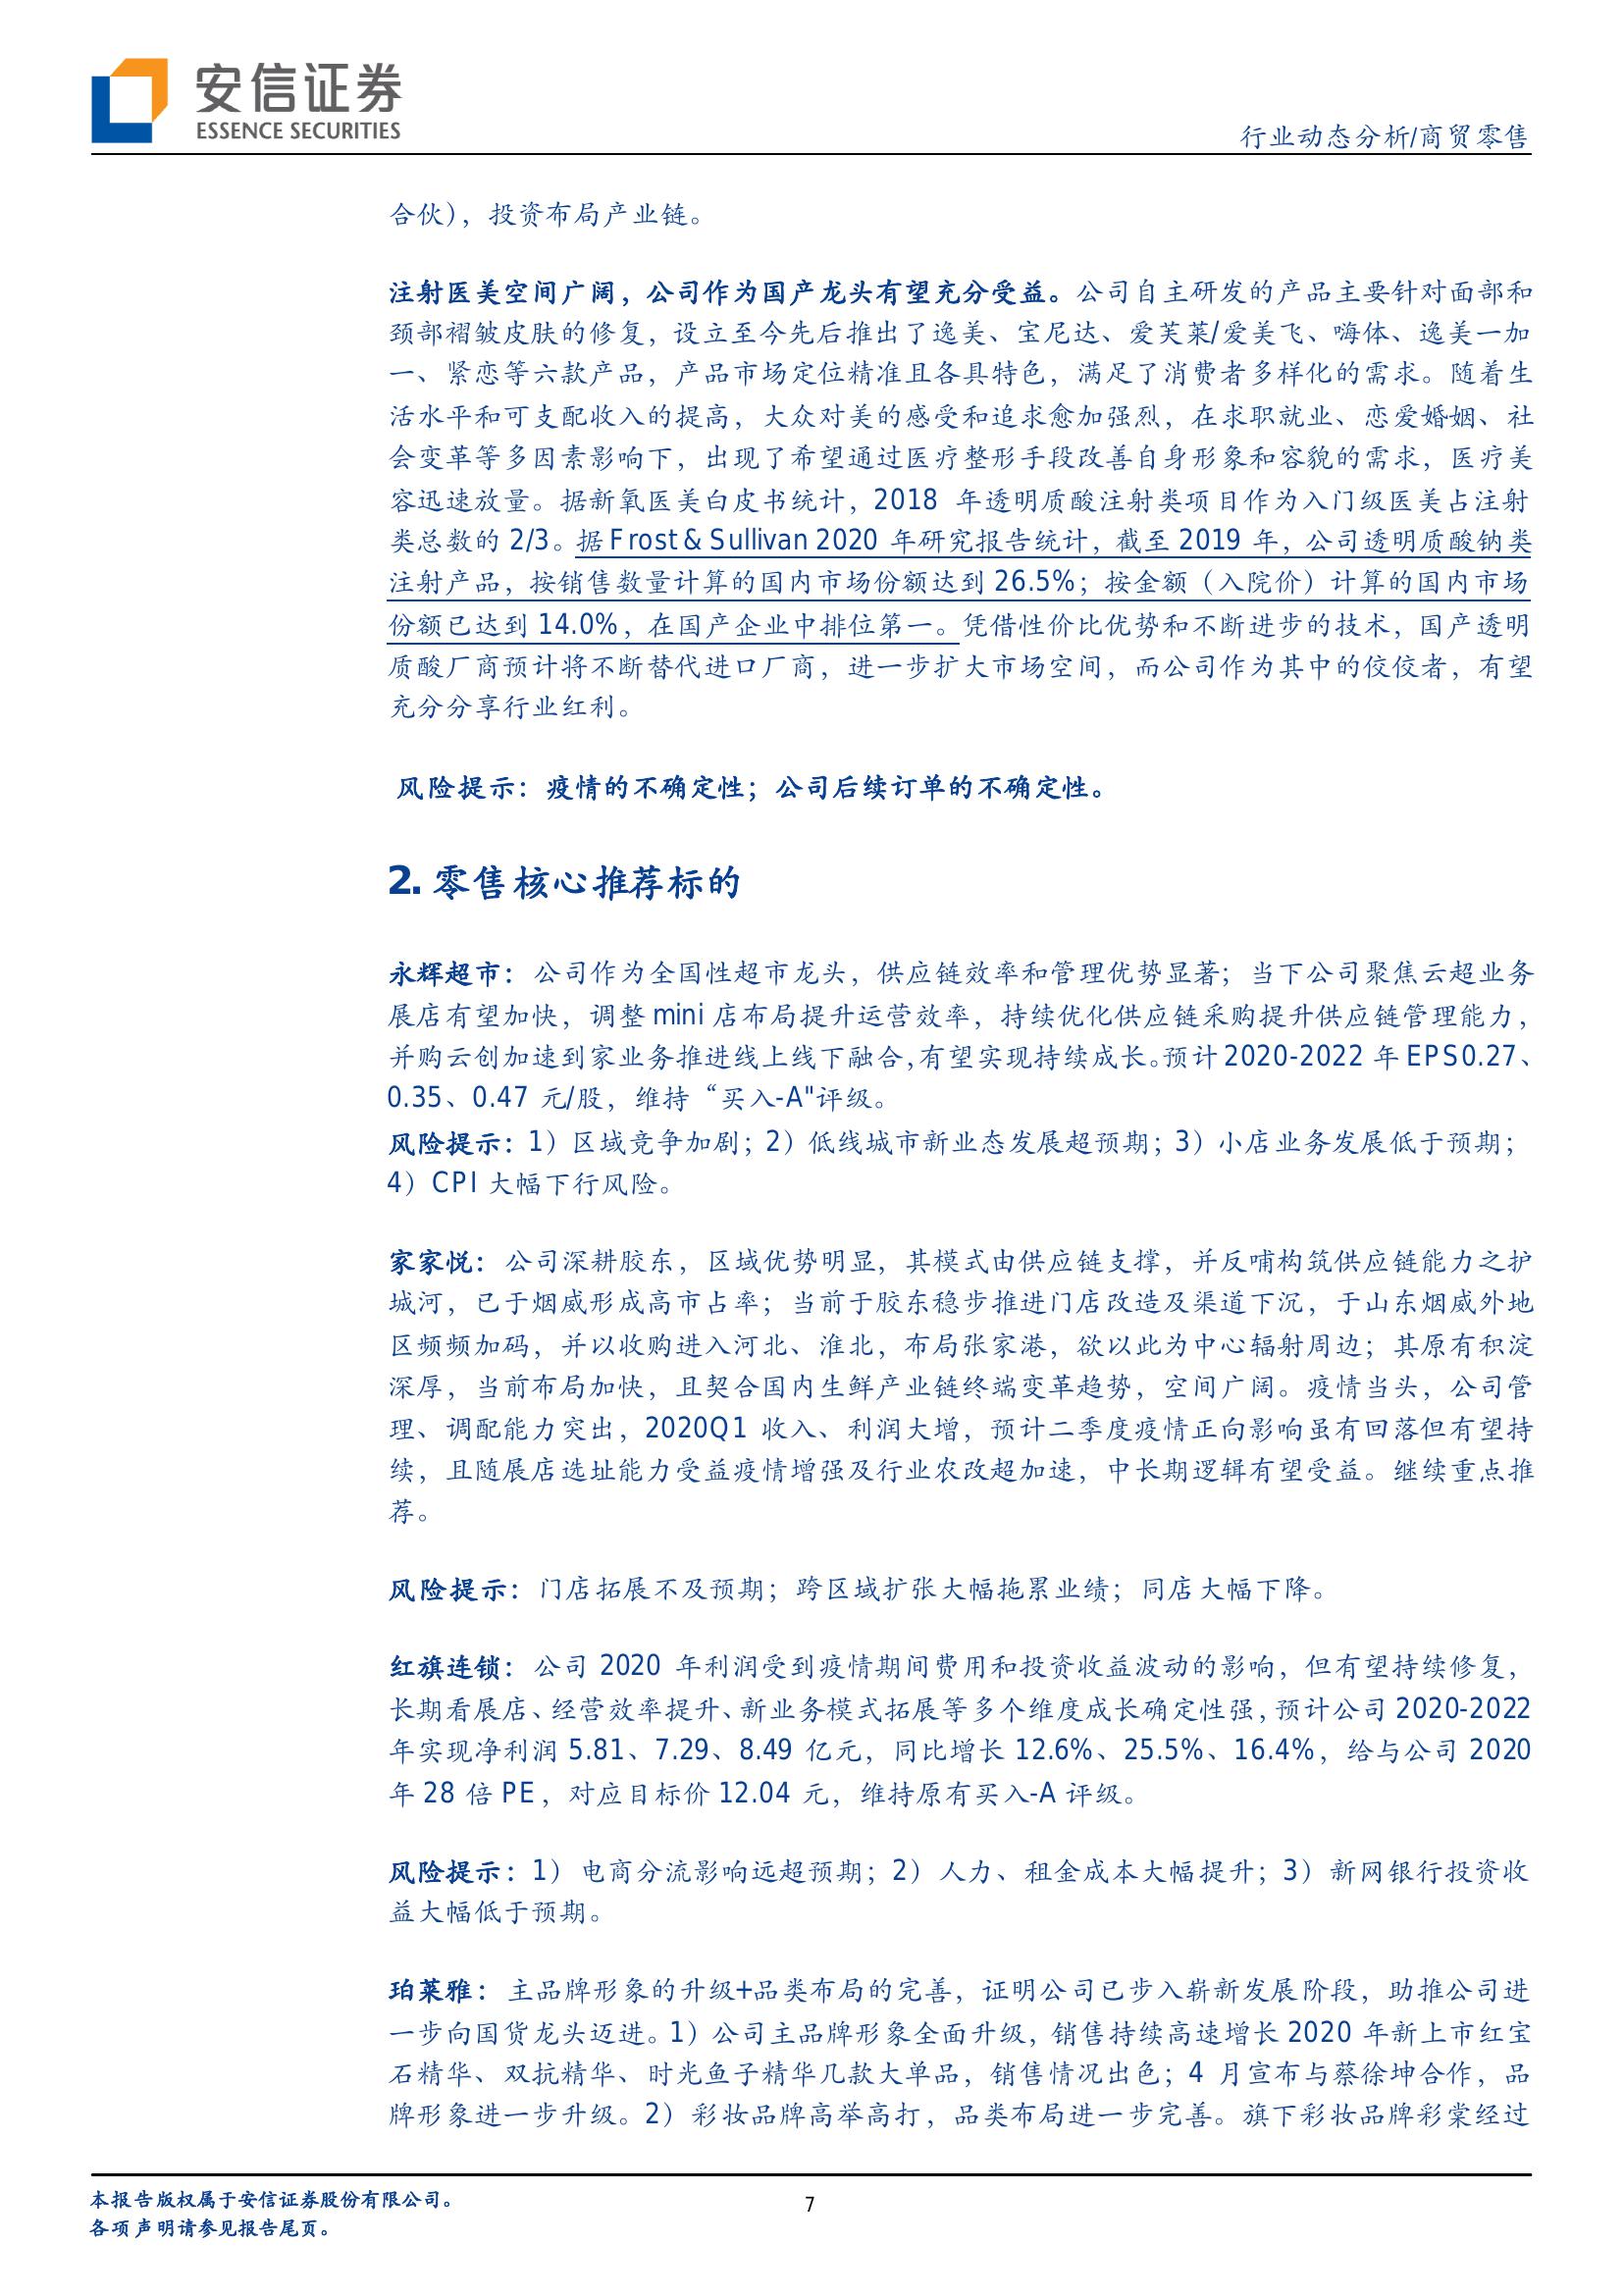 安信证券
ESSENCE SECURITIES
行业动态分析/商贸零售
合伙），投资布局产业链。
注射医美空间广阔，公司作为国产龙头有望充分受益。公司自主研发的产品主要针对面部和
颈部褶皱皮肤的修复，设立至今先后推出了逸美、宝尼达、爱芙莱/爱美飞、嗨体、逸美一加
一、紧恋等六款产品，产品市场定位精准且各具特色，满足了消费者多样化的需求。随着生
活水平和可支配收入的提高，大众对美的感受和追求愈加强烈，在求职就业、恋爱婚姻、社
会变革等多因素影响下，出现了希望通过医疗整形手段改善自身形象和容貌的需求，医疗美
容迅速放量。据新氧医美白皮书统计，2018 年透明质酸注射类项目作为入门级医美占注射
类总数的 2/3。据 Frost & Sullivan 2020 年研究报告统计，截至 2019 年，公司透明质酸钠类
注射产品，按销售数量计算的国内市场份额达到 26.5%；按金额（入院价）计算的国内市场
份额已达到 14.0%，在国产企业中排位第一。凭借性价比优势和不断进步的技术，国产透明
质酸厂商预计将不断替代进口厂商，进一步扩大市场空间，而公司作为其中的佼佼者，有望
充分分享行业红利。
风险提示：疫情的不确定性；公司后续订单的不确定性。
2. 零售核心推荐标的
永辉超市：公司作为全国性超市龙头，供应链效率和管理优势显著；当下公司聚焦云超业务
展店有望加快，调整 mini 店布局提升运营效率，持续优化供应链采购提升供应链管理能力，
并购云创加速到家业务推进线上线下融合，有望实现持续成长。预计 2020-2022 年 EPS0.27、
0.35、0.47 元/股，维持“买入-A"评级。
风险提示：1）区域竞争加剧；2）低线城市新业态发展超预期；3）小店业务发展低于预期；
4）CPI 大幅下行风险。
家家悦：公司深耕胶东，区域优势明显，其模式由供应链支撑，并反哺构筑供应链能力之护
城河，已于烟威形成高市占率；当前于胶东稳步推进门店改造及渠道下沉，于山东烟威外地
区频频加码，并以收购进入河北、淮北，布局张家港，欲以此为中心辐射周边；其原有积淀
深厚，当前布局加快，且契合国内生鲜产业链终端变革趋势，空间广阔。疫情当头，公司管
理、调配能力突出，2020Q1 收入、利润大增，预计二季度疫情正向影响虽有回落但有望持
续，且随展店选址能力受益疫情增强及行业农改超加速，中长期逻辑有望受益。继续重点推
荐。
风险提示：门店拓展不及预期；跨区域扩张大幅拖累业绩；同店大幅下降。
红旗连锁：公司 2020 年利润受到疫情期间费用和投资收益波动的影响，但有望持续修复，
长期看展店、经营效率提升、新业务模式拓展等多个维度成长确定性强，预计公司 2020-2022
年实现净利润 5.81、7.29、8.49 亿元，同比增长 12.6%、25.5%、16.4%，给与公司 2020
年 28 倍 PE，对应目标价 12.04 元，维持原有买入-A 评级。
风险提示：1）电商分流影响远超预期；2）人力、租金成本大幅提升；3）新网银行投资收
益大幅低于预期。
珀莱雅：主品牌形象的升级+品类布局的完善，证明公司已步入崭新发展阶段，助推公司进
一步向国货龙头迈进。1）公司主品牌形象全面升级，销售持续高速增长 2020 年新上市红宝
石精华、双抗精华、时光鱼子精华几款大单品，销售情况出色；4 月宣布与蔡徐坤合作，品
牌形象进一步升级。2）彩妆品牌高举高打，品类布局进一步完善。旗下彩妆品牌彩棠经过
本报告版权属于安信证券股份有限公司。
7
各项声明请参见报告尾页。